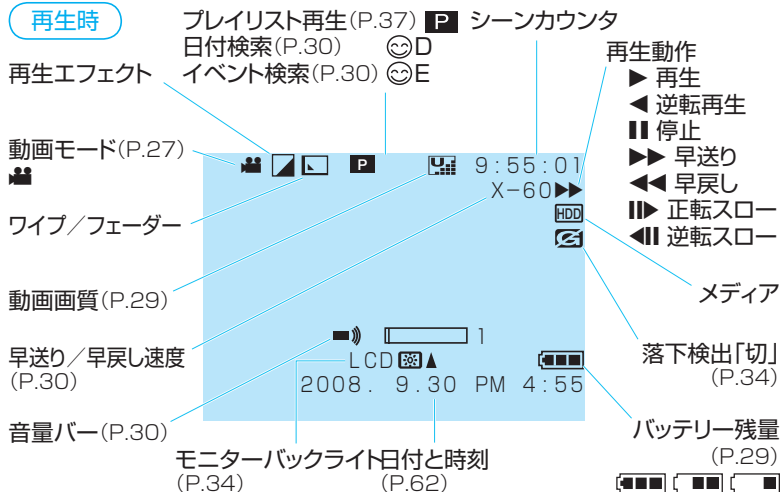 再生時
プレイリスト再生(P.37) P
日付検索(P.30) D
イベント検索(P.30) E
シーンカウンタ
再生エフェクト
動画モード(P.27)
ワイプ／フェーダー
動画画質(P.29)
早送り／早戻し速度
(P.30)
音量バー(P.30)
再生動作
▶ 再生
◀ 逆転再生
II 停止
▶▶ 早送り
◀◀ 早戻し
II▶ 正転スロー
◀II 逆転スロー
メディア
落下検出「切」
(P.34)
バッテリー残量
(P.29)
P U 9:55:01
X-60▶▶
HDD
1
LCD ▲
2008. 9.30 PM 4:55
モニターバックライト
(P.34)
日付と時刻
(P.62)